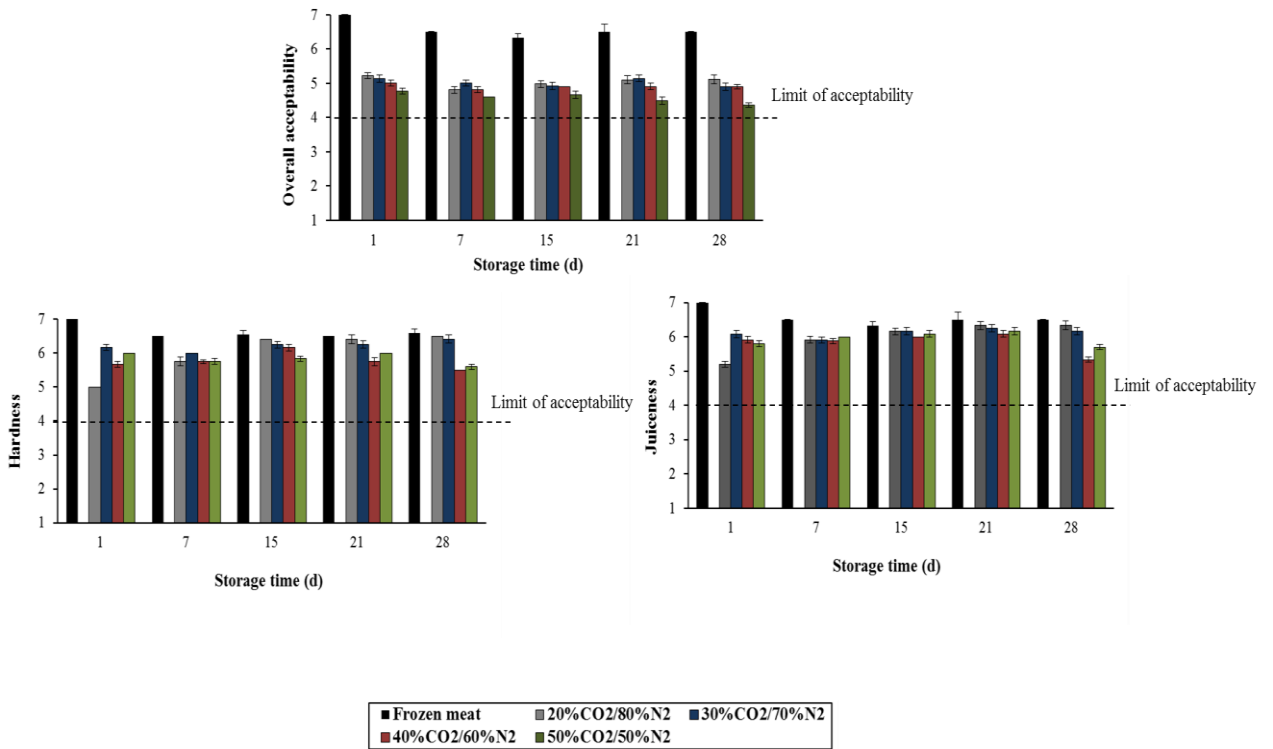 7
6
5
4
3
2
1
Overall acceptability
Limit of acceptability
1 7 15 21 28
Storage time (d)
7
6
5
4
3
2
1
Hardness
Limit of acceptability
1 7 15 21 28
Storage time (d)
7
6
5
4
3
2
1
Juiceness
Limit of acceptability
1 7 15 21 28
Storage time (d)
Frozen meat 20%CO2/80%N2 30%CO2/70%N2
40%CO2/60%N2 50%CO2/50%N2